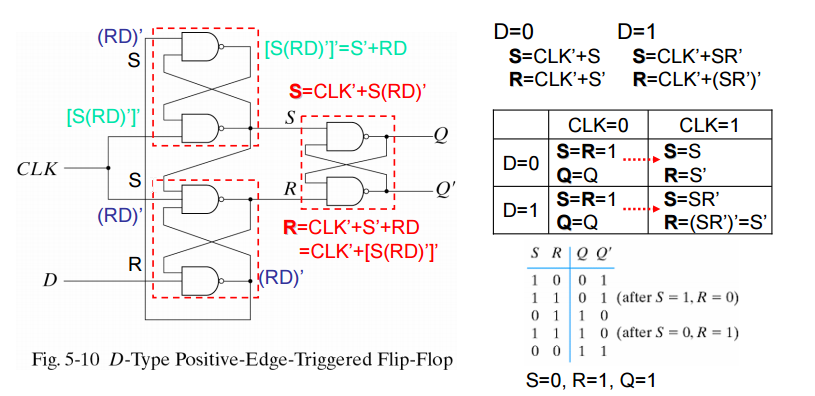 (RD)'
S
[S(RD)']'=S'+RD
S=CLK'+S(RD)'
[S(RD)']'
S
Q
CLK
S
(RD)'
R
Q'
R=CLK'+S'+RD
=CLK'+[S(RD)']'
R
D
(RD)'
Fig. 5-10 D-Type Positive-Edge-Triggered Flip-Flop
D=0 D=1
S=CLK'+S S=CLK'+SR'
R=CLK'+S' R=CLK'+(SR')'
CLK=0 CLK=1
D=0 S=R=1 S=S
Q=Q R=S'
D=1 S=R=1 S=SR'
Q=Q R=(SR')'=S'
S R Q Q'
1 0 0 1
1 1 0 1 (after S = 1, R = 0)
0 1 1 0
1 1 1 0 (after S = 0, R = 1)
0 0 1 1
S=0, R=1, Q=1